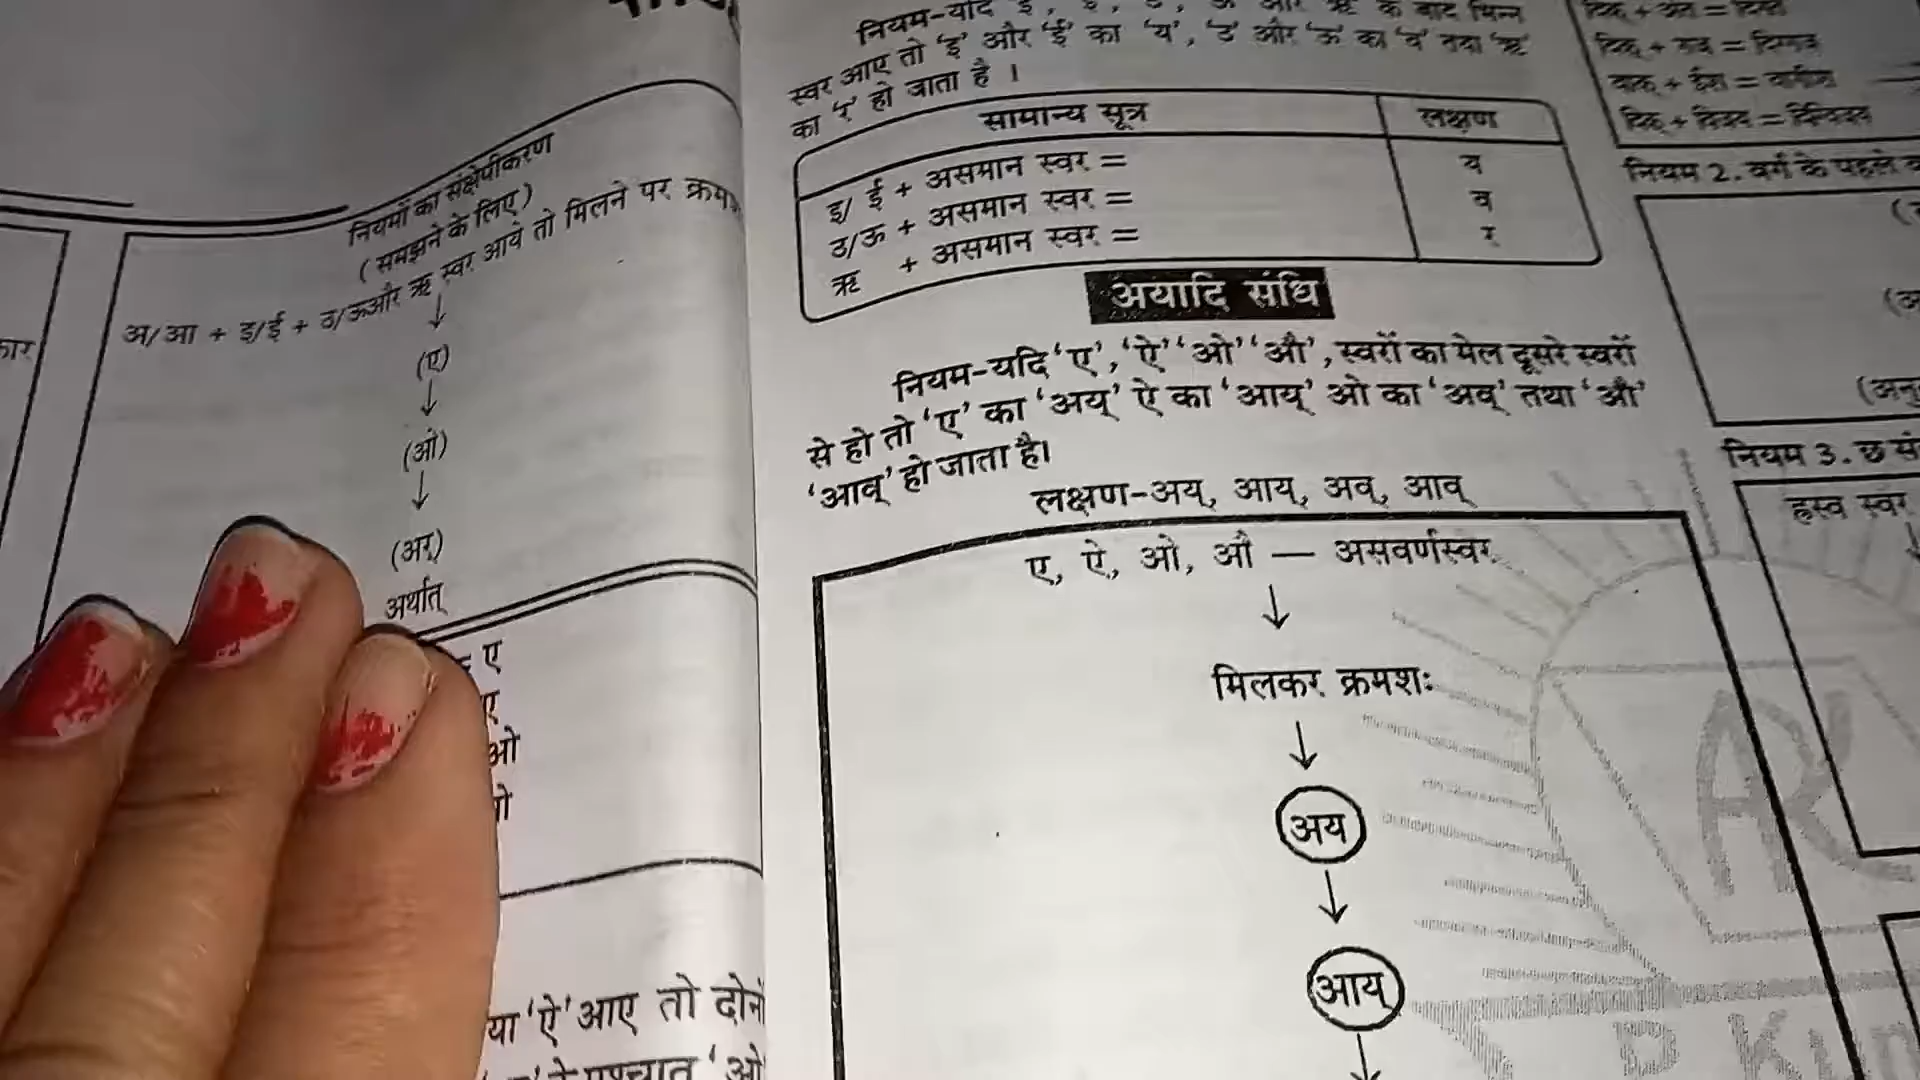 नियमों का संक्षेपीकरण
( समझने के लिए )
अ/आ + इ/ई + उ/ऊ और ऋ स्वर आये तो मिलने पर
(ए)
(ओ)
(अर्)
अर्थात्
ए
ए
ओ
या 'ऐ' आए तो दोनों
स्वर आए तो 'इ' और 'ई' का 'य', 'उ' और 'ऊ' का 'व' तथा 'ऋ'
का 'र' हो जाता है ।
सामान्य सूत्र लक्षण
इ/ ई + असमान स्वर = य
उ/ऊ + असमान स्वर = व
ऋ + असमान स्वर = र
अयादि संधि
नियम-यदि 'ए', 'ऐ' 'ओ' 'औ', स्वरों का मेल दूसरे स्वरों
से हो तो 'ए' का 'अय्' ऐ का 'आय्' ओ का 'अव्' तथा 'औ'
'आव्' हो जाता है।
लक्षण-अय्, आय्, अव्, आव्
ए, ऐ, ओ, औ — असवर्णस्वर
मिलकर क्रमशः
अय
आय्
नियम 2. वर्ग के पहले
नियम 3. छ
ह्रस्व स्वर